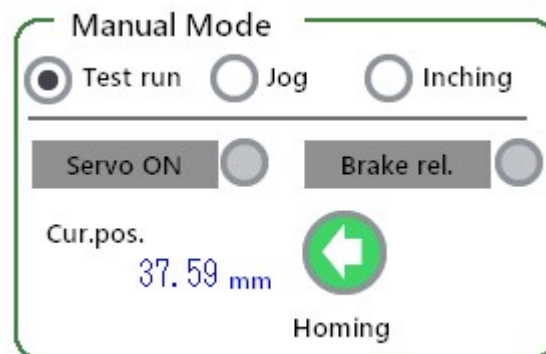 Manual Mode
Test run Jog Inching
Servo ON Brake rel.
Cur.pos.
37.59 mm
Homing